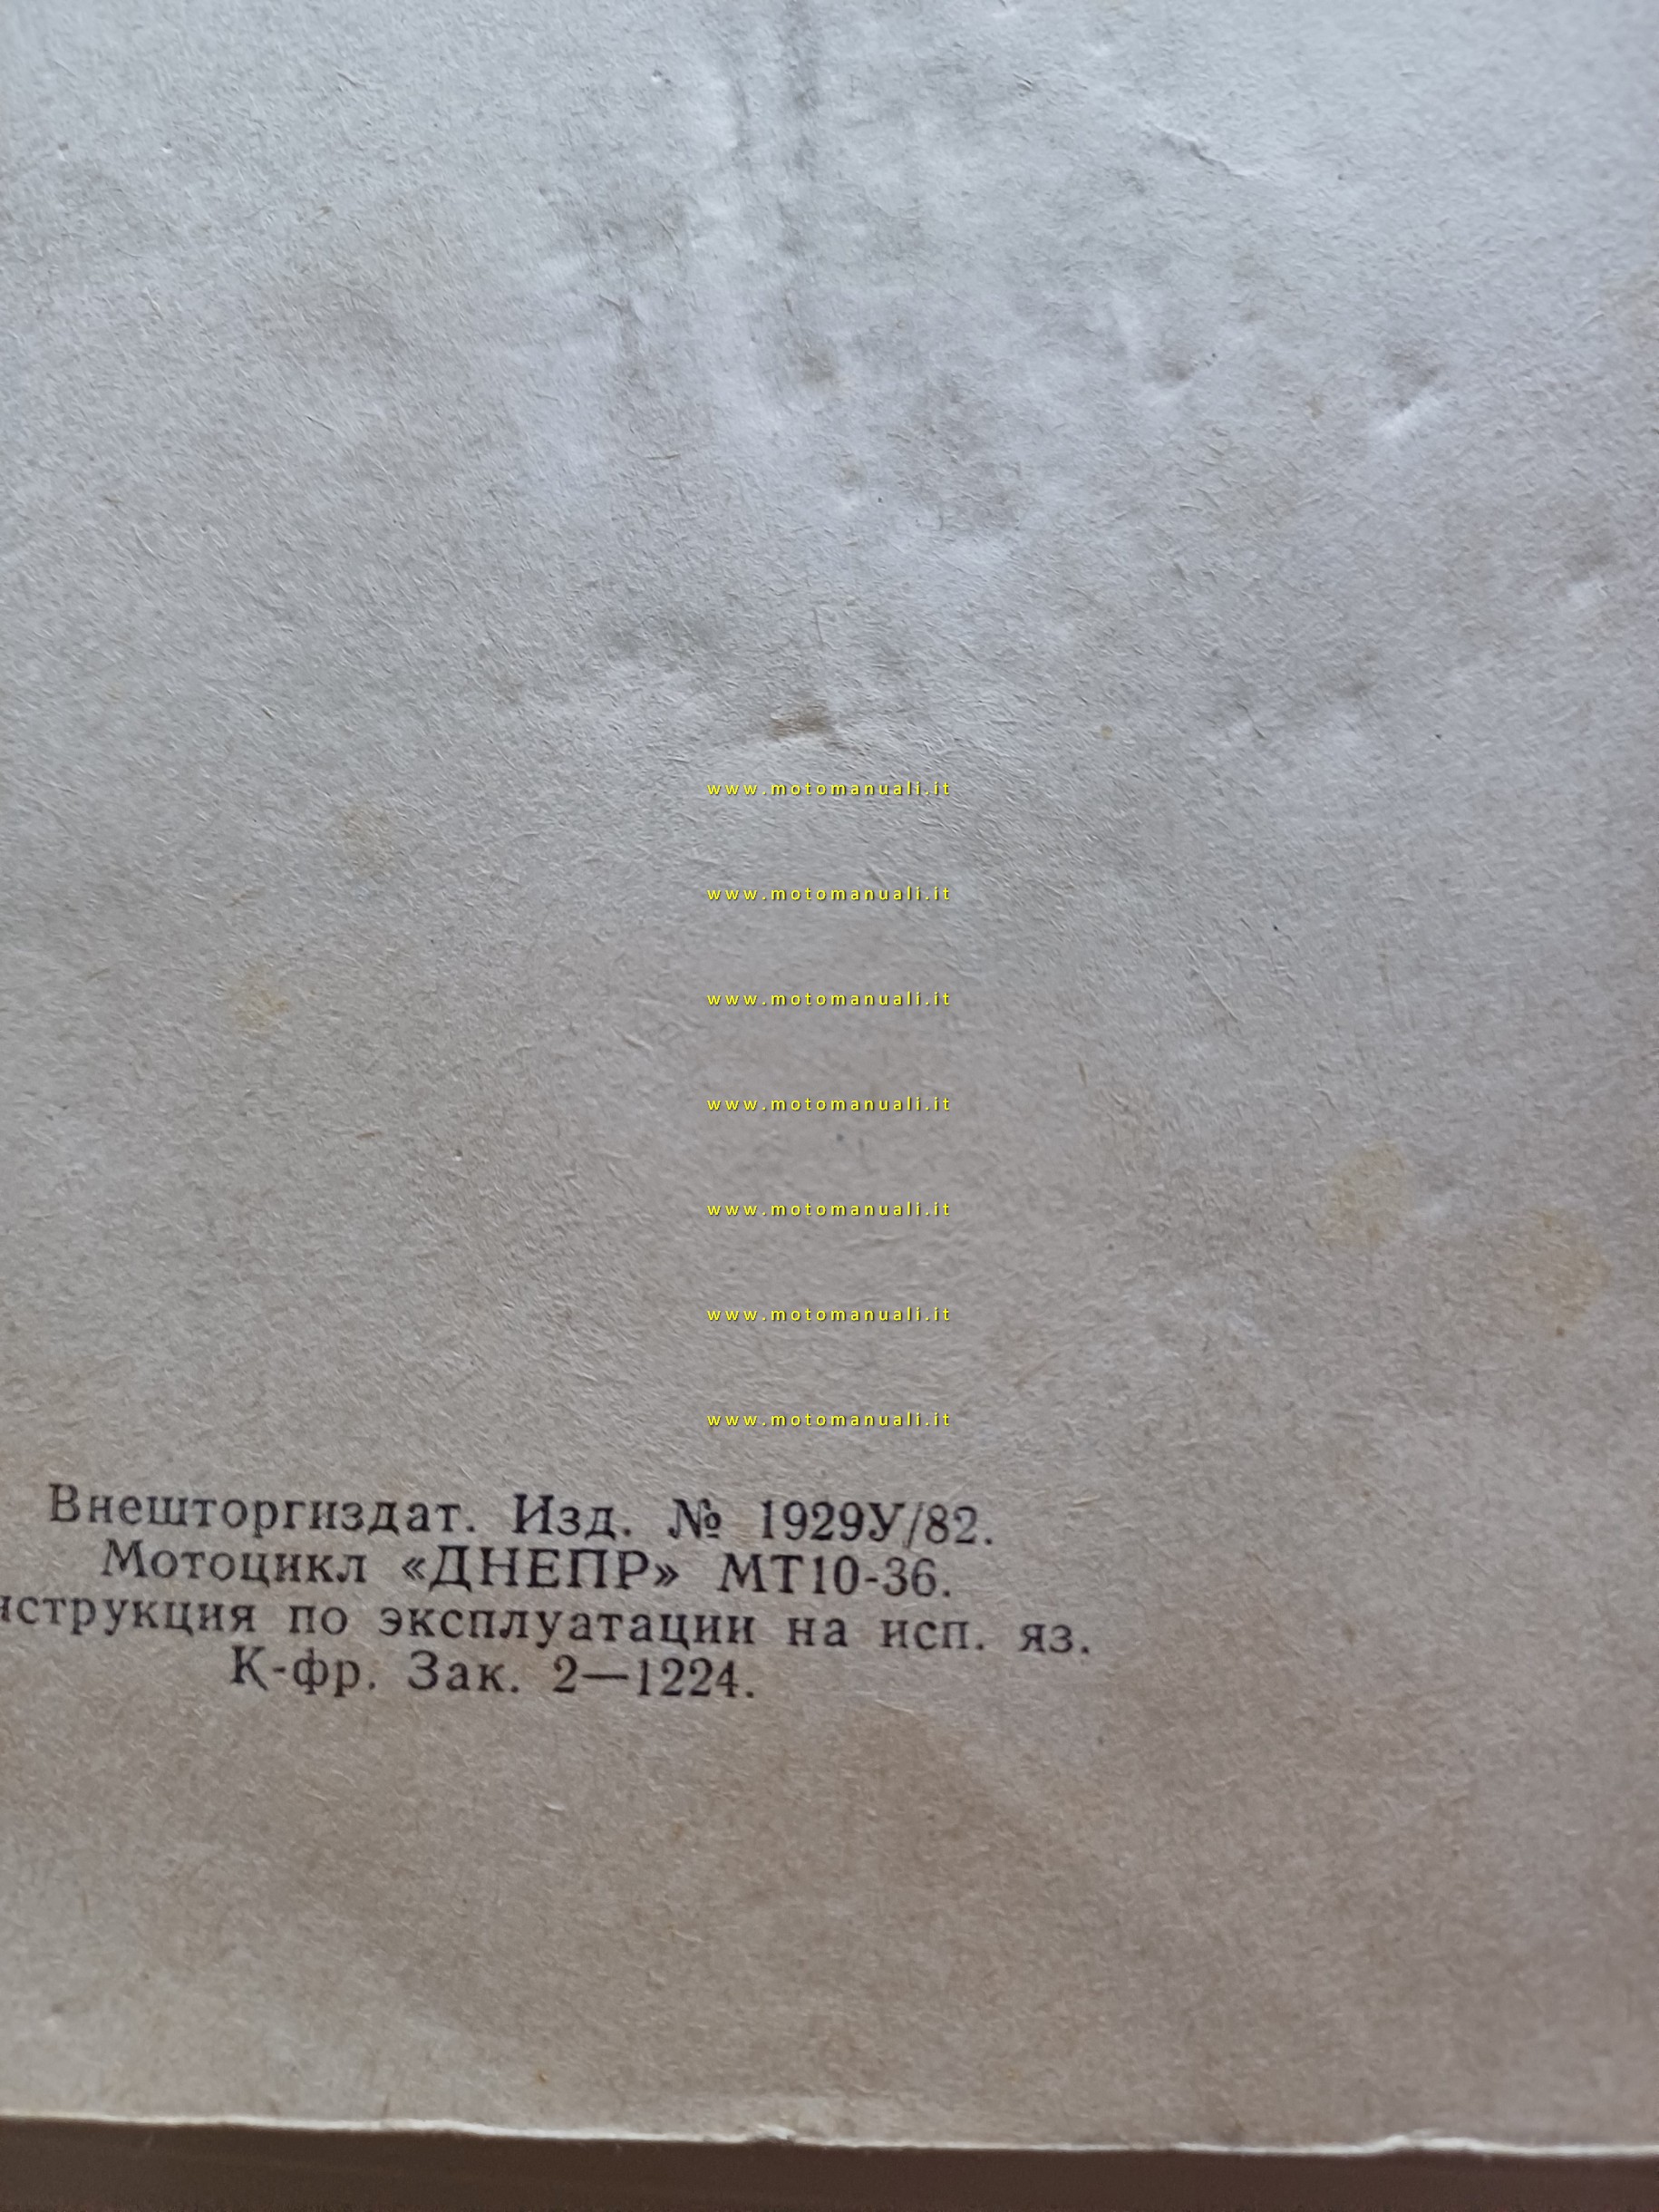 www.motomanuali.it
www.motomanuali.it
www.motomanuali.it
www.motomanuali.it
www.motomanuali.it
www.motomanuali.it
www.motomanuali.it
Внешторгиздат. Изд. № 1929У/82.
Мотоцикл «ДНЕПР» МТ10-36.
нструкция по эксплуатации на исп. яз.
К-фр. Зак. 2—1224.